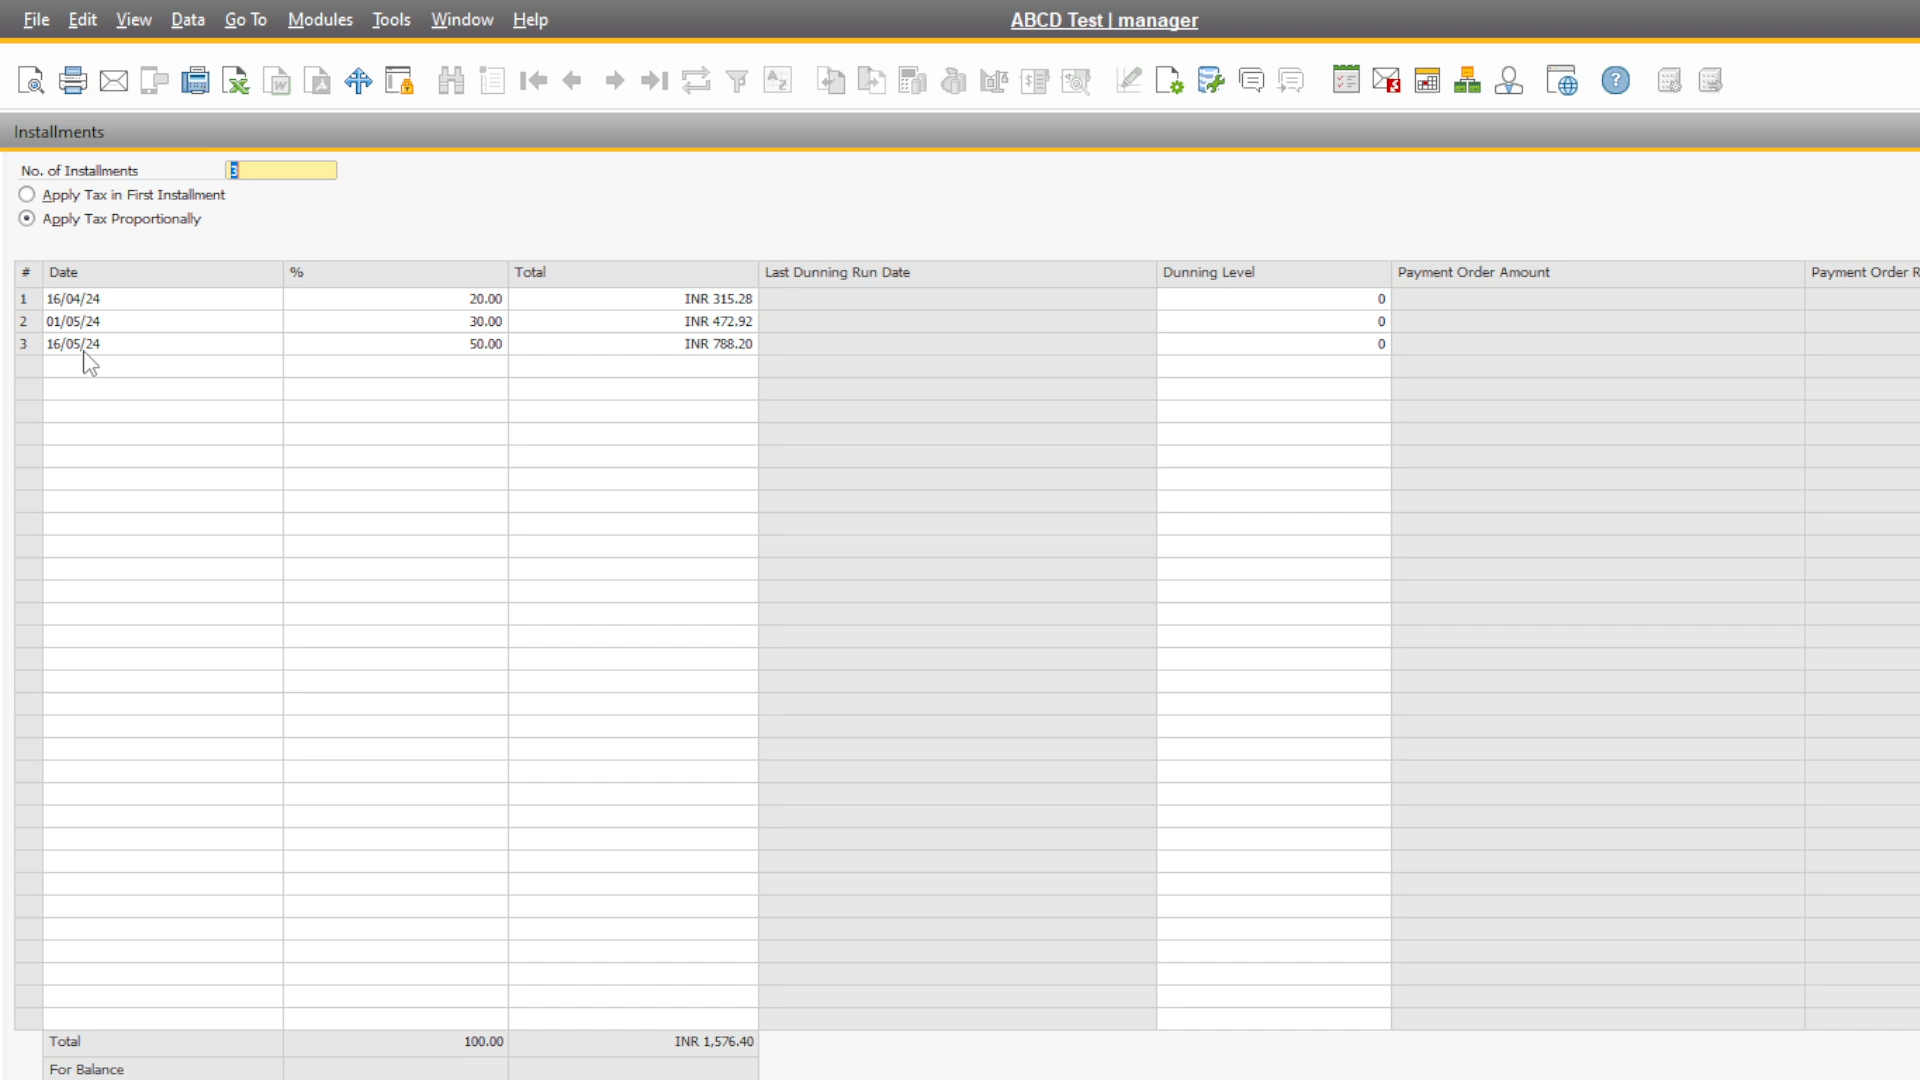 File Edit View Data Go To Modules Tools Window Help ABCD Test | manager
Installments
No. of Installments 3
Apply Tax in First Installment
Apply Tax Proportionally
# Date % Total Last Dunning Run Date Dunning Level Payment Order Amount Payment Order R
1 16/04/24 20.00 INR 315.28 0
2 01/05/24 30.00 INR 472.92 0
3 16/05/24 50.00 INR 788.20 0
Total 100.00 INR 1,576.40
For Balance